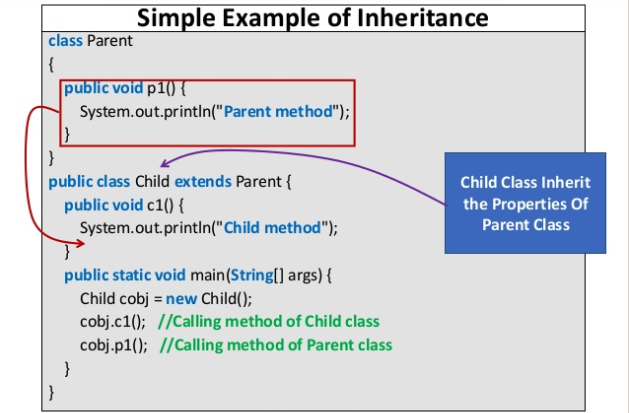 Simple Example of Inheritance
class Parent
{
public void p1() {
System.out.println("Parent method");
}
}
public class Child extends Parent {
public void c1() {
System.out.println("Child method");
}
public static void main(String[] args) {
Child cobj = new Child();
cobj.c1(); //Calling method of Child class
cobj.p1(); //Calling method of Parent class
}
}
Child Class Inherit
the Properties Of
Parent Class